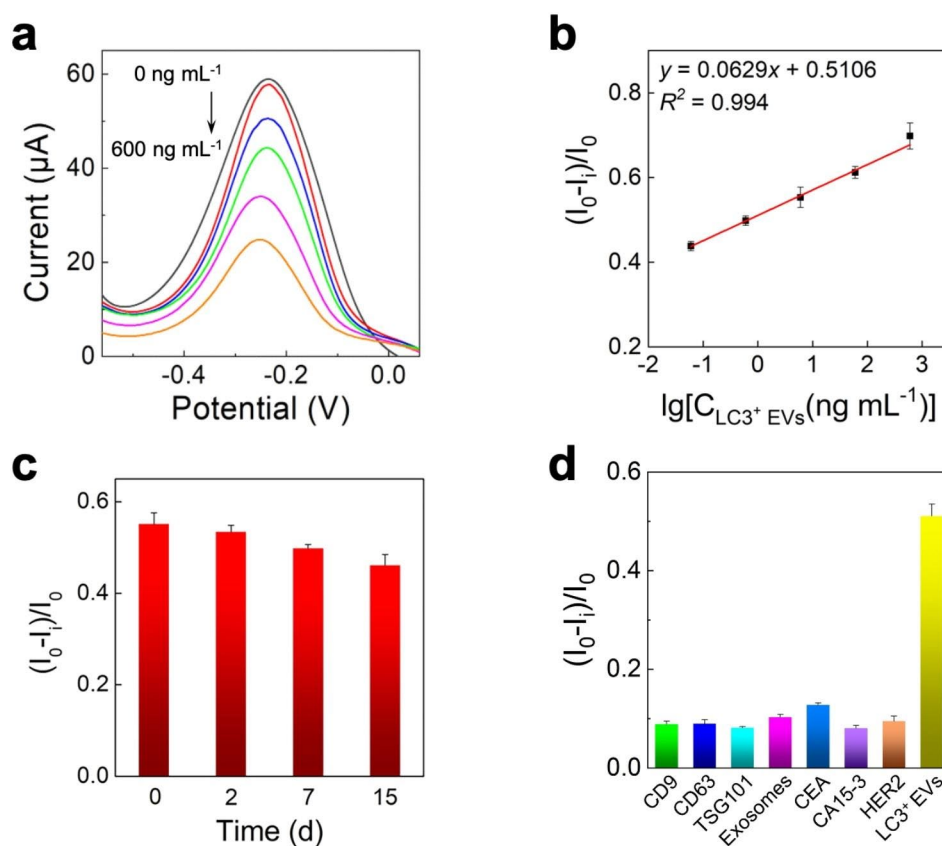 a
60
40
20
0
0 ng mL⁻¹
600 ng mL⁻¹
Current (µA)
-0.4
-0.2
0.0
Potential (V)
b
y = 0.0629x + 0.5106
R² = 0.994
0.8
0.6
0.4
0.2
(I₀-Iᵢ)/I₀
-2
-1
0
1
2
3
lg[C_LC3⁺ EVs(ng mL⁻¹)]
c
0.6
0.4
0.2
0.0
(I₀-Iᵢ)/I₀
0
2
7
15
Time (d)
d
0.6
0.4
0.2
0.0
(I₀-Iᵢ)/I₀
CD9
CD63
TSG101
Exosomes
CEA
CA15-3
HER2
LC3⁺ EVs